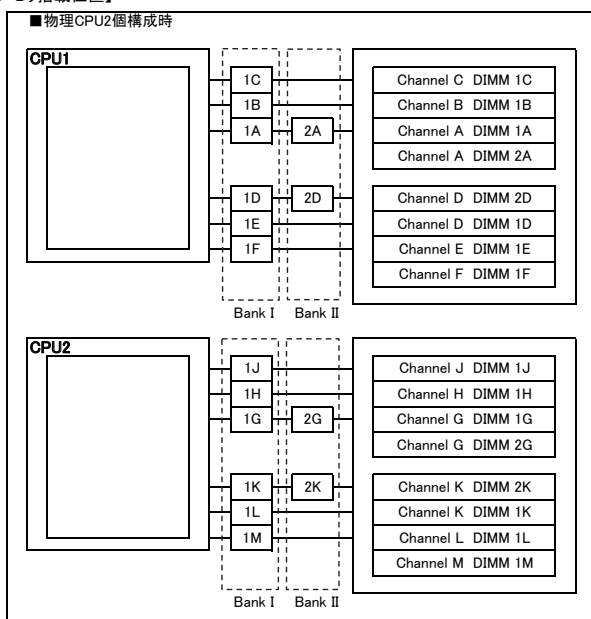 ■物理CPU2個構成時
CPU1
1C
1B
1A 2A
1D 2D
1E
1F
Bank I Bank II
Channel C DIMM 1C
Channel B DIMM 1B
Channel A DIMM 1A
Channel A DIMM 2A
Channel D DIMM 2D
Channel D DIMM 1D
Channel E DIMM 1E
Channel F DIMM 1F
CPU2
1J
1H
1G 2G
1K 2K
1L
1M
Bank I Bank II
Channel J DIMM 1J
Channel H DIMM 1H
Channel G DIMM 1G
Channel G DIMM 2G
Channel K DIMM 2K
Channel K DIMM 1K
Channel L DIMM 1L
Channel M DIMM 1M